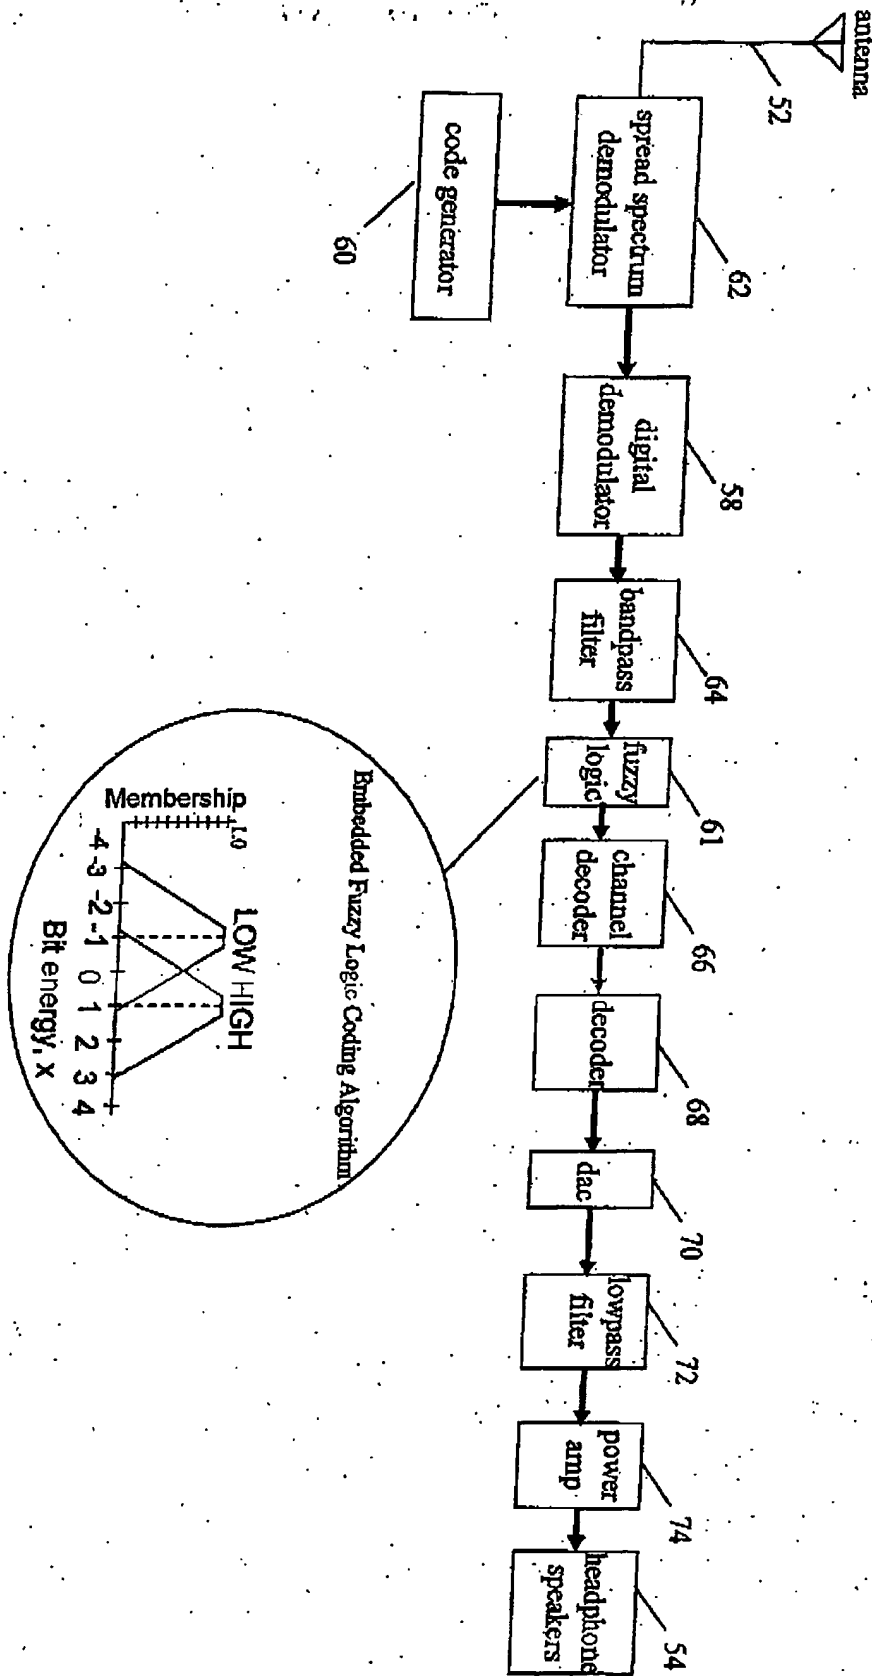 antenna
52
spread spectrum
demodulator
62
code generator
60
digital
demodulator
58
bandpass
filter
64
fuzzy
logic
61
channel
decoder
66
decoder
68
dac
70
lowpass
filter
72
power
amp
74
headphone
speakers
54
Embedded Fuzzy Logic Coding Algorithm
LOW HIGH
1.0
Membership
-4 -3 -2 -1 0 1 2 3 4
Bit energy, x